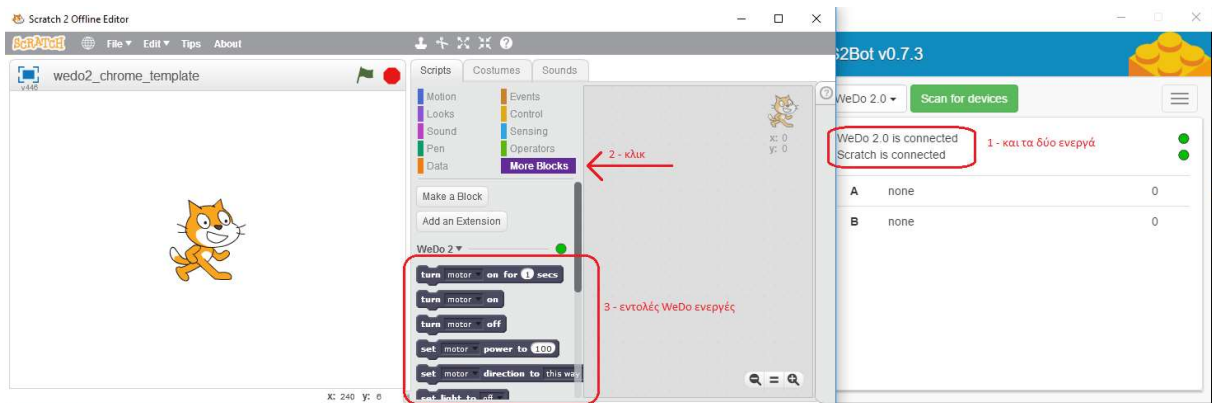 Scratch 2 Offline Editor
SCRATCH File Edit Tips About
v446
wedo2_chrome_template
X: 240 y: 6
Scripts Costumes Sounds
Motion Events
Looks Control
Sound Sensing
Pen Operators
Data More Blocks
Make a Block
Add an Extension
WeDo 2
turn motor on for 1 secs
turn motor on
turn motor off
set motor power to 100
set motor direction to this way
set light to off
x: 0
y: 0
2 - κλικ
3 - εντολές WeDo ενεργές
S2Bot v0.7.3
WeDo 2.0 Scan for devices
WeDo 2.0 is connected
Scratch is connected
1 - και τα δύο ενεργά
A none 0
B none 0